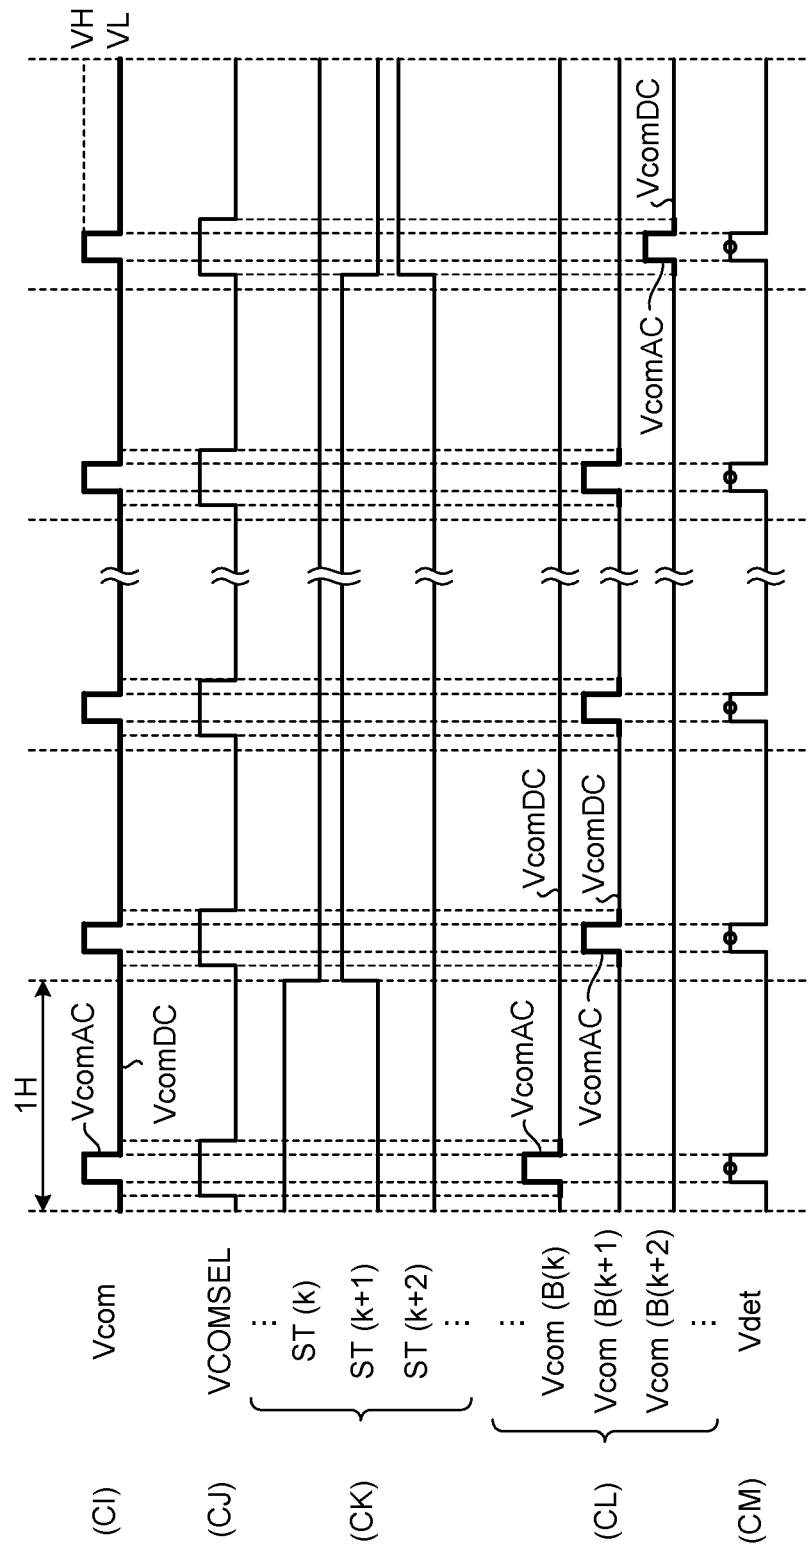 1H
VH
VL
(CI) Vcom
VcomAC
VcomDC
(CJ) VCOMSEL
(CK)
...
ST (k)
ST (k+1)
ST (k+2)
...
(CL)
...
Vcom (B(k)
Vcom (B(k+1)
Vcom (B(k+2)
...
VcomAC
VcomDC
VcomAC
VcomDC
VcomAC
VcomDC
(CM) Vdet